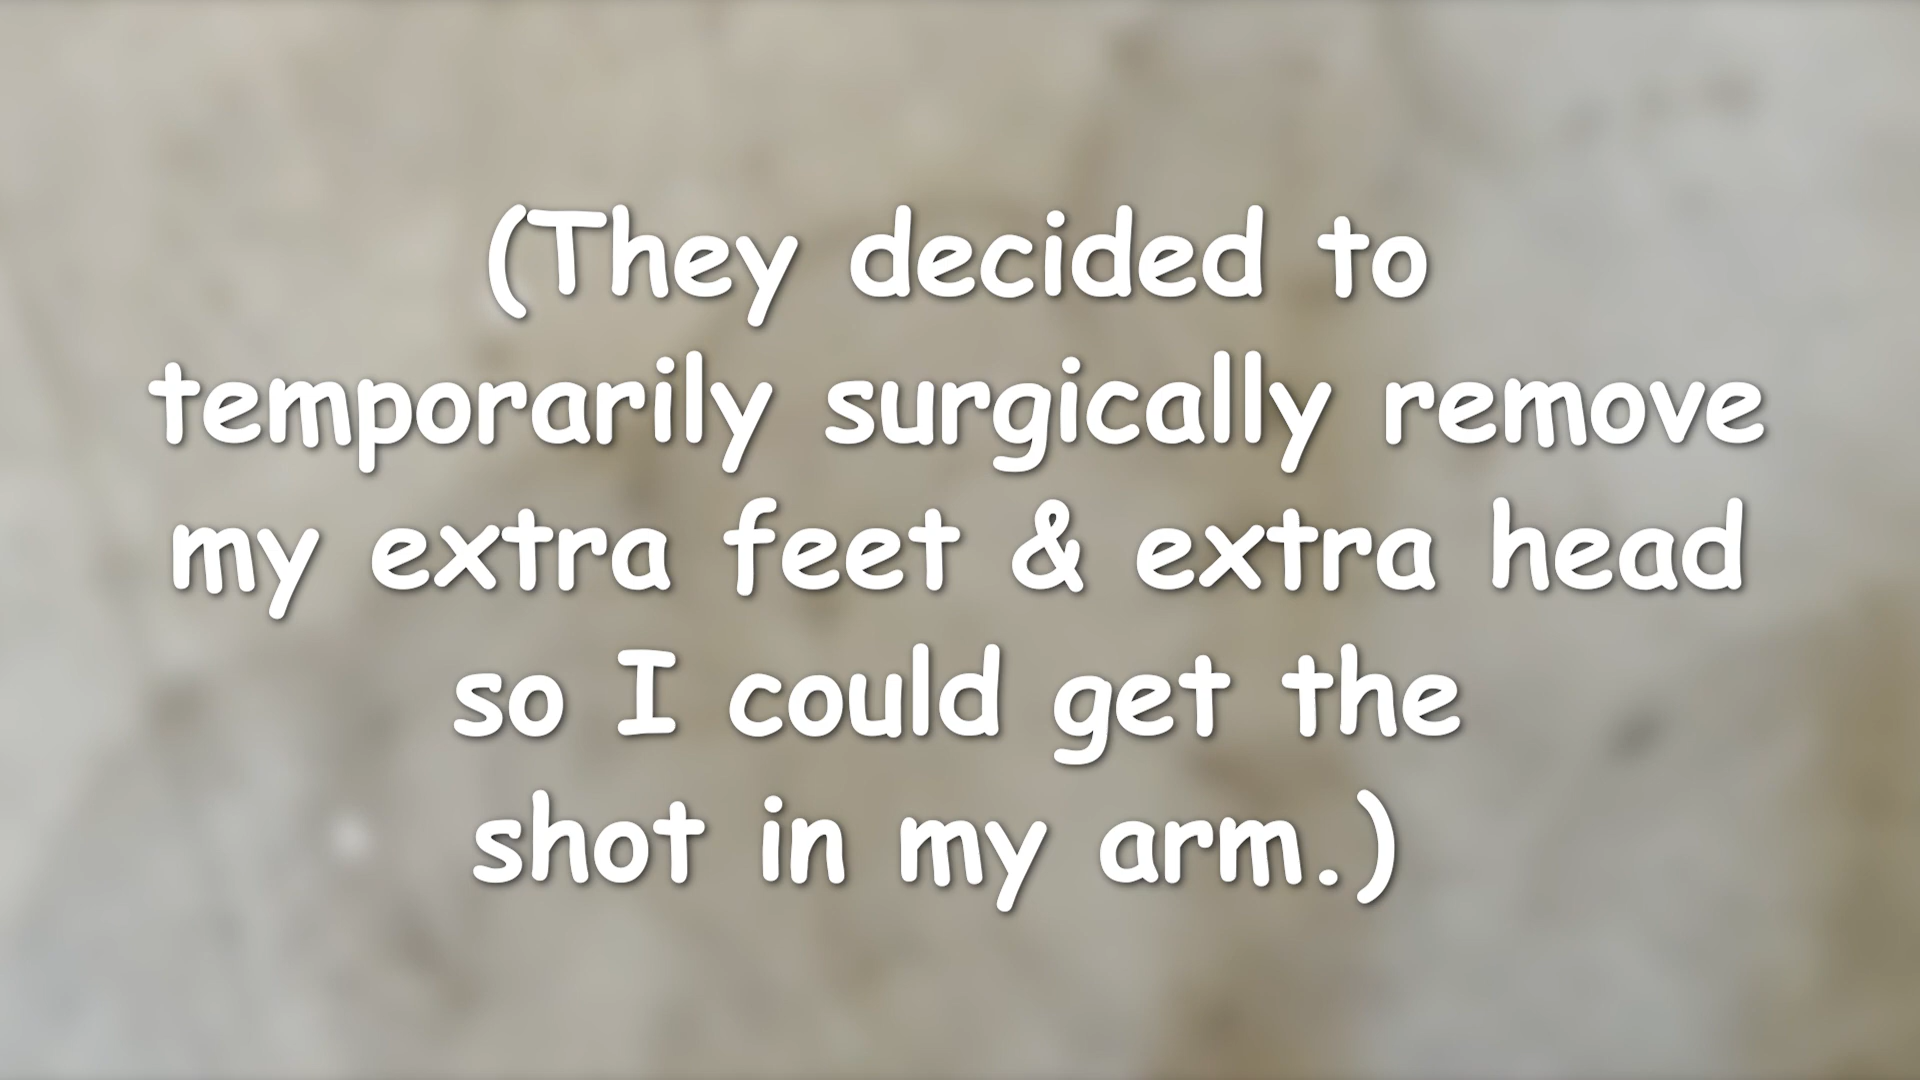 (They decided to
temporarily surgically remove
my extra feet & extra head
so I could get the
shot in my arm.)